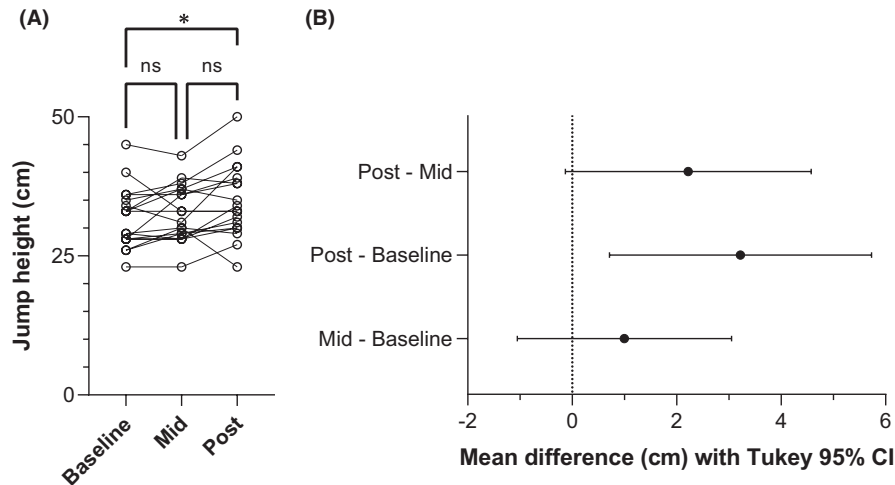 (A)
*
ns ns
50
25
0
Jump height (cm)
Baseline
Mid
Post
(B)
Post - Mid
Post - Baseline
Mid - Baseline
-2 0 2 4 6
Mean difference (cm) with Tukey 95% CI